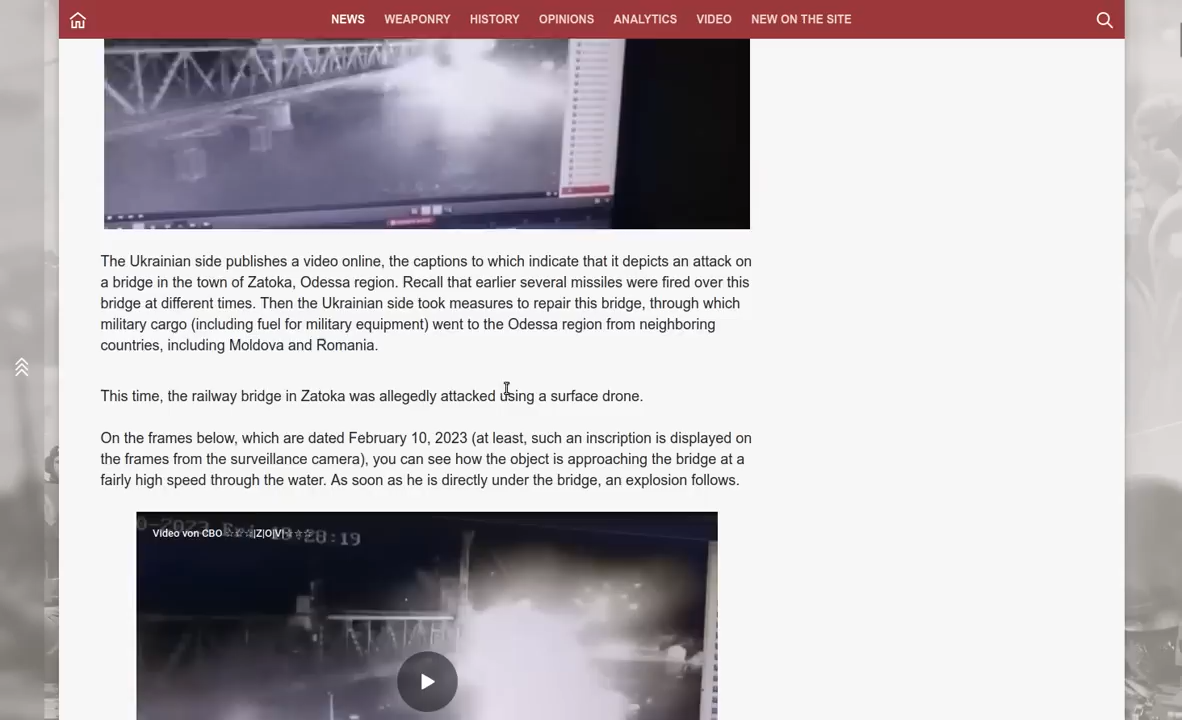 NEWS WEAPONRY HISTORY OPINIONS ANALYTICS VIDEO NEW ON THE SITE
The Ukrainian side publishes a video online, the captions to which indicate that it depicts an attack on
a bridge in the town of Zatoka, Odessa region. Recall that earlier several missiles were fired over this
bridge at different times. Then the Ukrainian side took measures to repair this bridge, through which
military cargo (including fuel for military equipment) went to the Odessa region from neighboring
countries, including Moldova and Romania.
This time, the railway bridge in Zatoka was allegedly attacked using a surface drone.
On the frames below, which are dated February 10, 2023 (at least, such an inscription is displayed on
the frames from the surveillance camera), you can see how the object is approaching the bridge at a
fairly high speed through the water. As soon as he is directly under the bridge, an explosion follows.
Video von СВО ☆☆☆|Z|O|V|☆☆☆